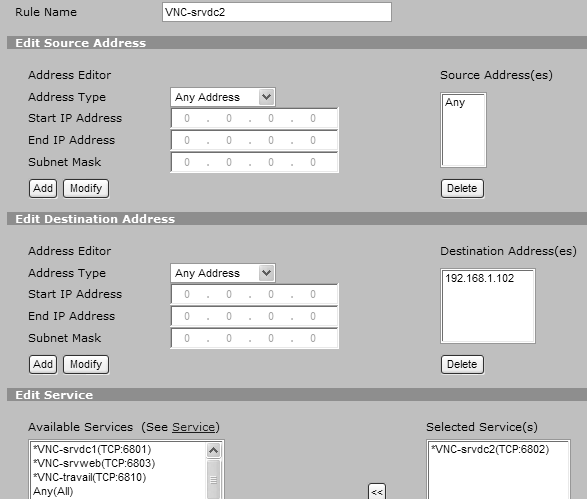 Rule Name VNC-srvdc2
Edit Source Address
Address Editor Source Address(es)
Address Type Any Address Any
Start IP Address 0 . 0 . 0 . 0
End IP Address 0 . 0 . 0 . 0
Subnet Mask 0 . 0 . 0 . 0
Add Modify Delete
Edit Destination Address
Address Editor Destination Address(es)
Address Type Any Address 192.168.1.102
Start IP Address 0 . 0 . 0 . 0
End IP Address 0 . 0 . 0 . 0
Subnet Mask 0 . 0 . 0 . 0
Add Modify Delete
Edit Service
Available Services (See Service) Selected Service(s)
*VNC-srvdc1(TCP:6801) *VNC-srvdc2(TCP:6802)
*VNC-srvweb(TCP:6803)
*VNC-travail(TCP:6810)
Any(All) <<